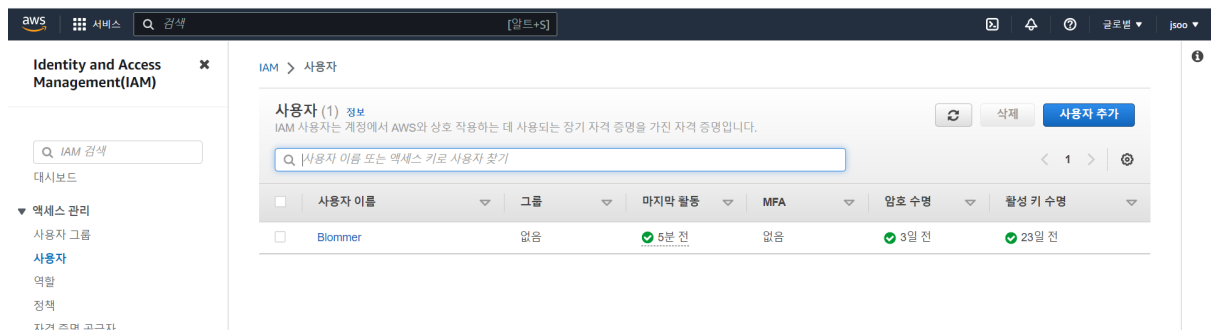 aws 서비스 검색 [알트+S] 글로벌 ▼ jsoo ▼
Identity and Access
Management(IAM)
IAM 검색
대시보드
▼ 액세스 관리
사용자 그룹
사용자
역할
정책
자격 증명 공급자
IAM > 사용자
사용자 (1) 정보
IAM 사용자는 계정에서 AWS와 상호 작용하는 데 사용되는 장기 자격 증명을 가진 자격 증명입니다.
삭제 사용자 추가
사용자 이름 또는 액세스 키로 사용자 찾기
< 1 >
사용자 이름 그룹 마지막 활동 MFA 암호 수명 활성 키 수명
Blommer 없음 5분 전 없음 3일 전 23일 전